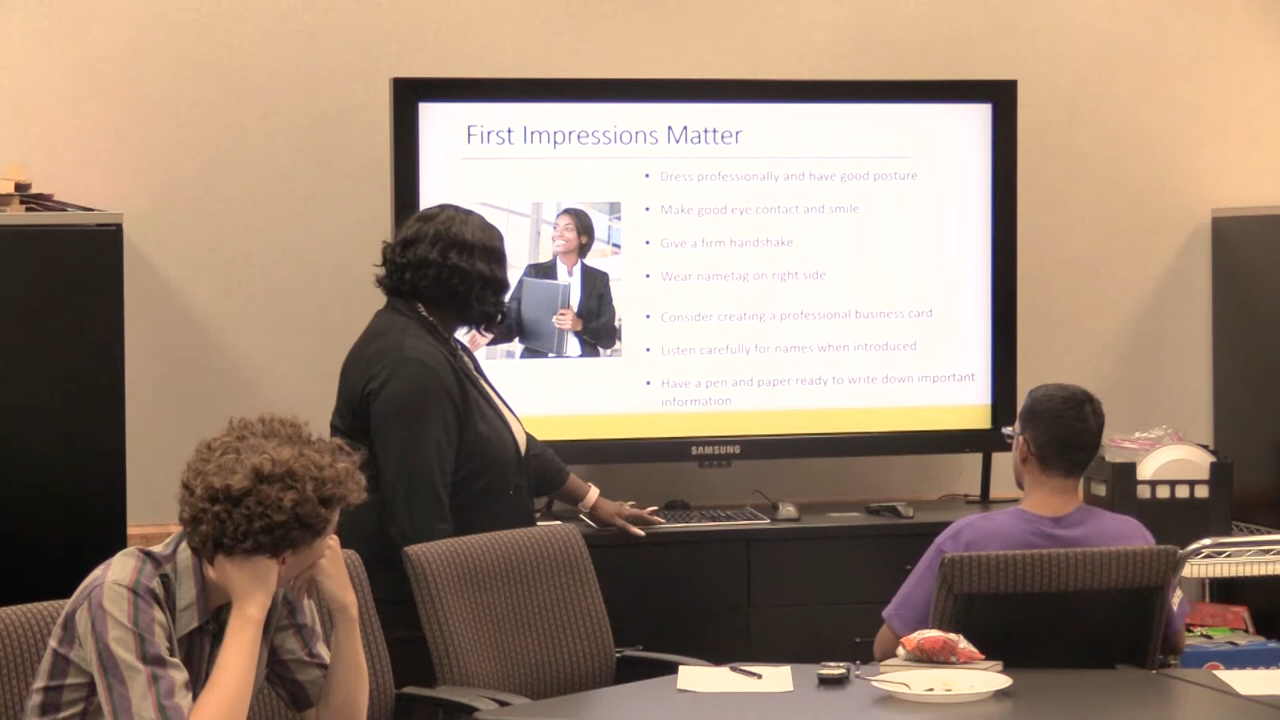 First Impressions Matter
Dress professionally and have good posture
Make good eye contact and smile
Give a firm handshake
Wear nametag on right side
Consider creating a professional business card
Listen carefully for names when introduced
Have a pen and paper ready to write down important
information
SAMSUNG